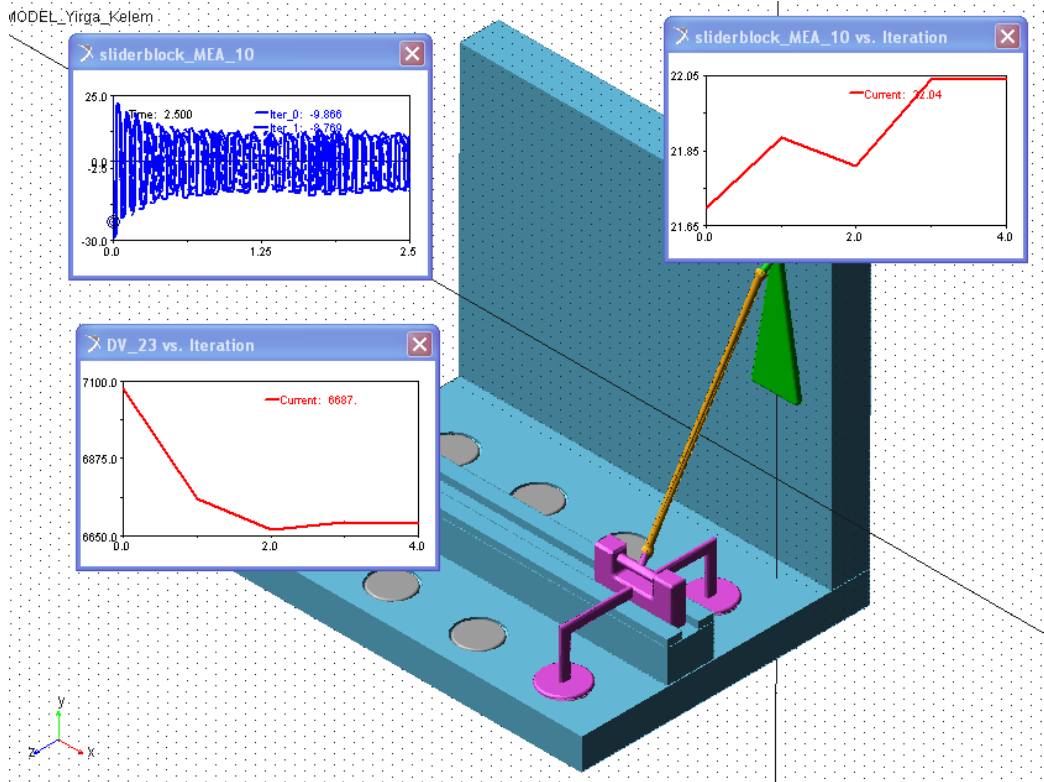 MODEL_Yirga_Kelem
sliderblock_MEA_10
25.0
Time: 2.500
Iter_0: -9.866
Iter_1: -9.769
0.0
-2.5
-30.0
0.0 1.25 2.5
sliderblock_MEA_10 vs. Iteration
22.05
Current: 22.04
21.85
21.65
0.0 2.0 4.0
DV_23 vs. Iteration
7100.0
Current: 6687.
6875.0
6650.0
0.0 2.0 4.0
y
z x